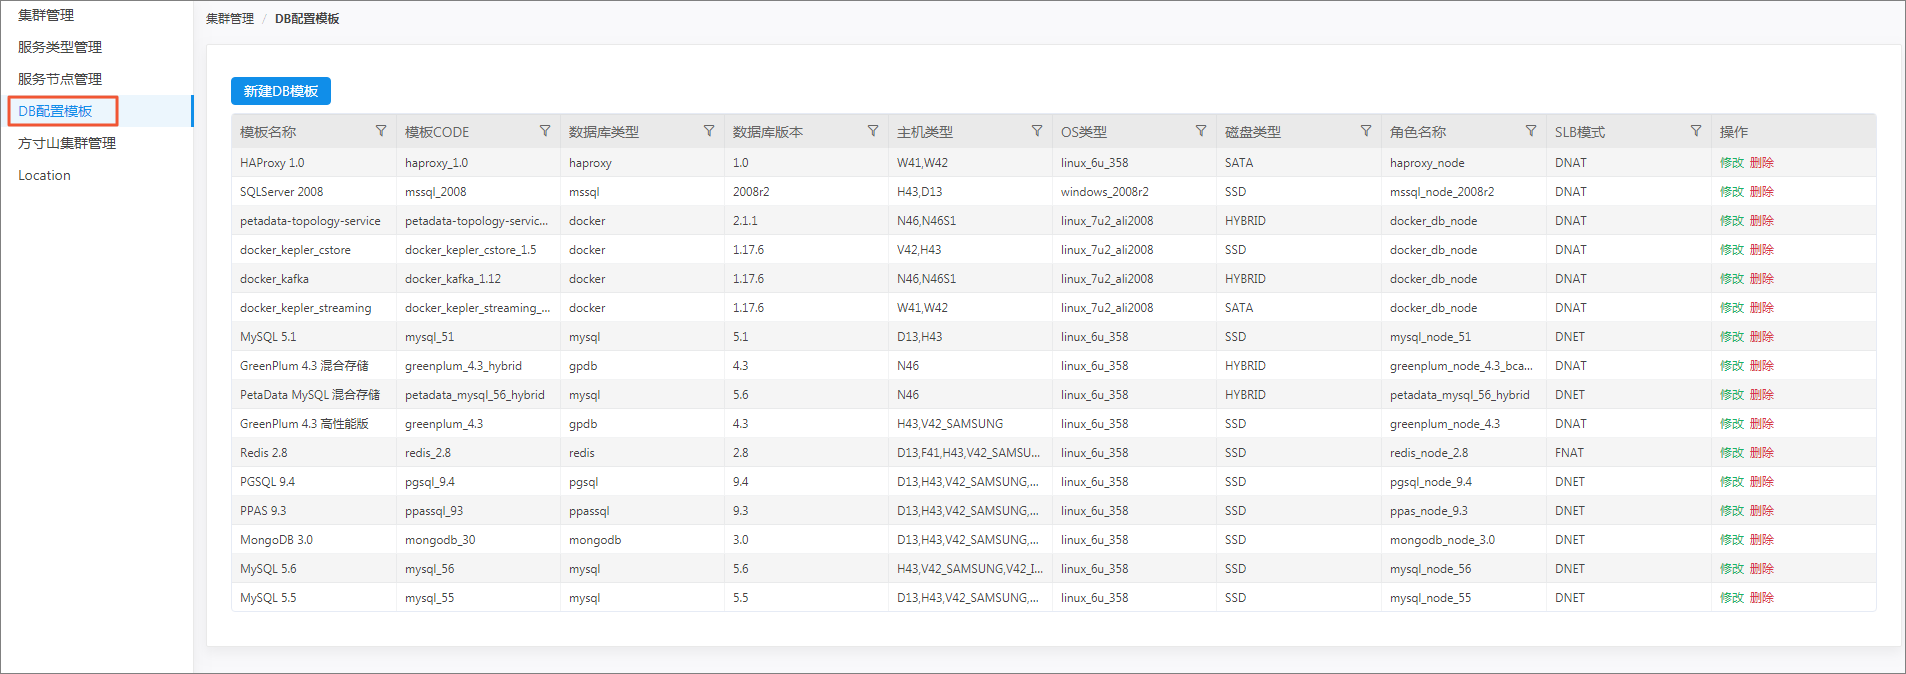 集群管理
服务类型管理
服务节点管理
DB配置模板
方寸山集群管理
Location
集群管理 / DB配置模板
新建DB模板
模板名称 模板CODE 数据库类型 数据库版本 主机类型 OS类型 磁盘类型 角色名称 SLB模式 操作
HAProxy 1.0 haproxy_1.0 haproxy 1.0 W41,W42 linux_6u_358 SATA haproxy_node DNAT 修改 删除
SQLServer 2008 mssql_2008 mssql 2008r2 H43,D13 windows_2008r2 SSD mssql_node_2008r2 DNAT 修改 删除
petadata-topology-service petadata-topology-servic... docker 2.1.1 N46,N46S1 linux_7u2_ali2008 HYBRID docker_db_node DNAT 修改 删除
docker_kepler_cstore docker_kepler_cstore_1.5 docker 1.17.6 V42,H43 linux_7u2_ali2008 SSD docker_db_node DNAT 修改 删除
docker_kafka docker_kafka_1.12 docker 1.17.6 N46,N46S1 linux_7u2_ali2008 HYBRID docker_db_node DNAT 修改 删除
docker_kepler_streaming docker_kepler_streaming_... docker 1.17.6 W41,W42 linux_7u2_ali2008 SATA docker_db_node DNAT 修改 删除
MySQL 5.1 mysql_51 mysql 5.1 D13,H43 linux_6u_358 SSD mysql_node_51 DNET 修改 删除
GreenPlum 4.3 混合存储 greenplum_4.3_hybrid gpdb 4.3 N46 linux_6u_358 HYBRID greenplum_node_4.3_bca... DNAT 修改 删除
PetaData MySQL 混合存储 petadata_mysql_56_hybrid mysql 5.6 N46 linux_6u_358 HYBRID petadata_mysql_56_hybrid DNET 修改 删除
GreenPlum 4.3 高性能版 greenplum_4.3 gpdb 4.3 H43,V42_SAMSUNG linux_6u_358 SSD greenplum_node_4.3 DNAT 修改 删除
Redis 2.8 redis_2.8 redis 2.8 D13,F41,H43,V42_SAMSU... linux_6u_358 SSD redis_node_2.8 FNAT 修改 删除
PGSQL 9.4 pgsql_9.4 pgsql 9.4 D13,H43,V42_SAMSUNG,... linux_6u_358 SSD pgsql_node_9.4 DNET 修改 删除
PPAS 9.3 ppassql_93 ppassql 9.3 D13,H43,V42_SAMSUNG,... linux_6u_358 SSD ppas_node_9.3 DNET 修改 删除
MongoDB 3.0 mongodb_30 mongodb 3.0 D13,H43,V42_SAMSUNG,... linux_6u_358 SSD mongodb_node_3.0 DNET 修改 删除
MySQL 5.6 mysql_56 mysql 5.6 H43,V42_SAMSUNG,V42_I... linux_6u_358 SSD mysql_node_56 DNET 修改 删除
MySQL 5.5 mysql_55 mysql 5.5 D13,H43,V42_SAMSUNG,... linux_6u_358 SSD mysql_node_55 DNET 修改 删除